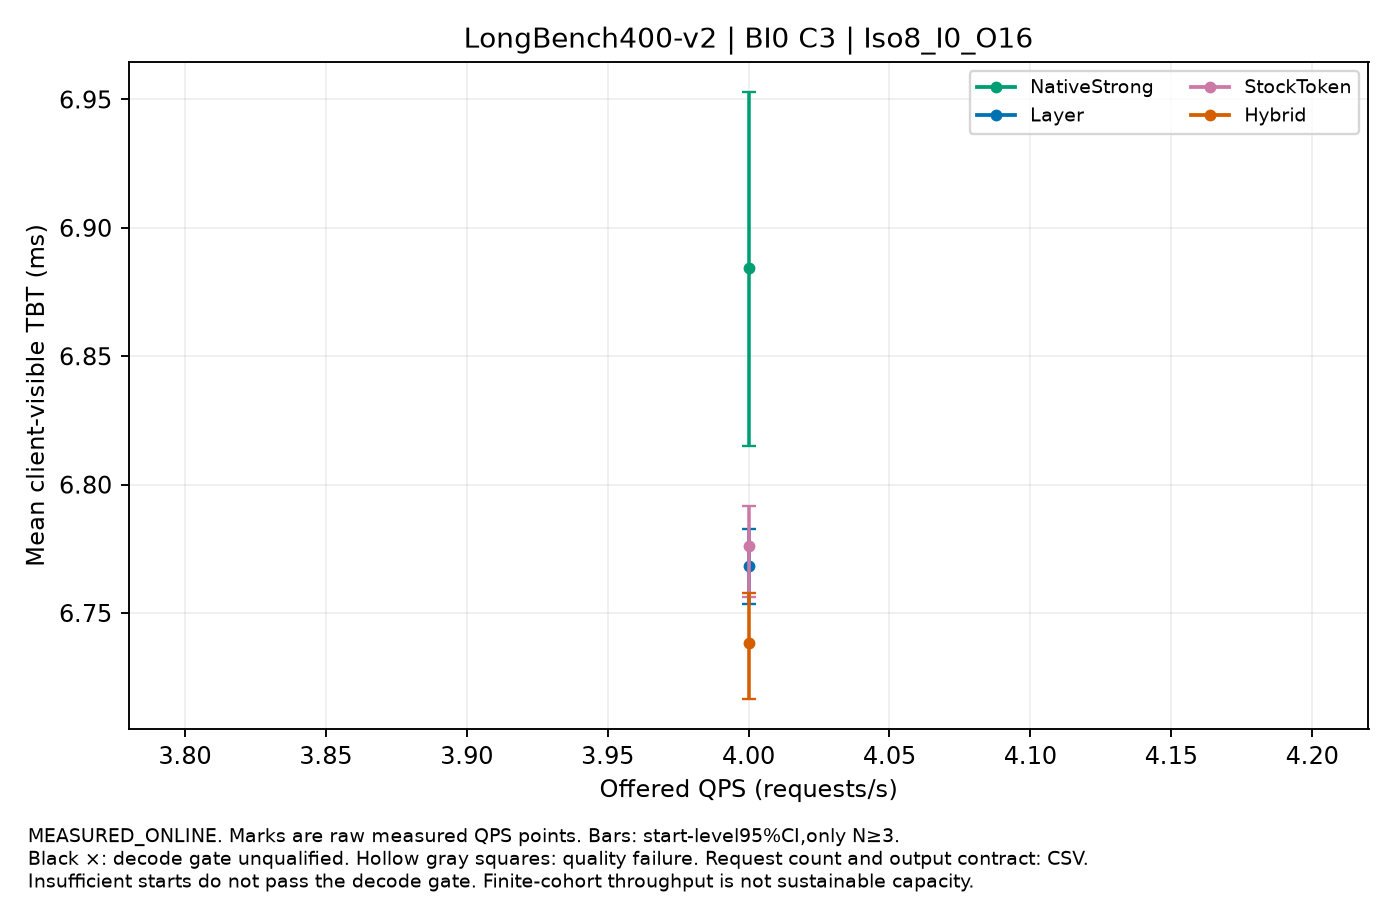 LongBench400-v2 | BI0 C3 | Iso8_I0_O16
NativeStrong
Layer
StockToken
Hybrid
Mean client-visible TBT (ms)
6.95
6.90
6.85
6.80
6.75
3.80 3.85 3.90 3.95 4.00 4.05 4.10 4.15 4.20
Offered QPS (requests/s)
MEASURED_ONLINE. Marks are raw measured QPS points. Bars: start-level95%CI,only N≥3.
Black ×: decode gate unqualified. Hollow gray squares: quality failure. Request count and output contract: CSV.
Insufficient starts do not pass the decode gate. Finite-cohort throughput is not sustainable capacity.